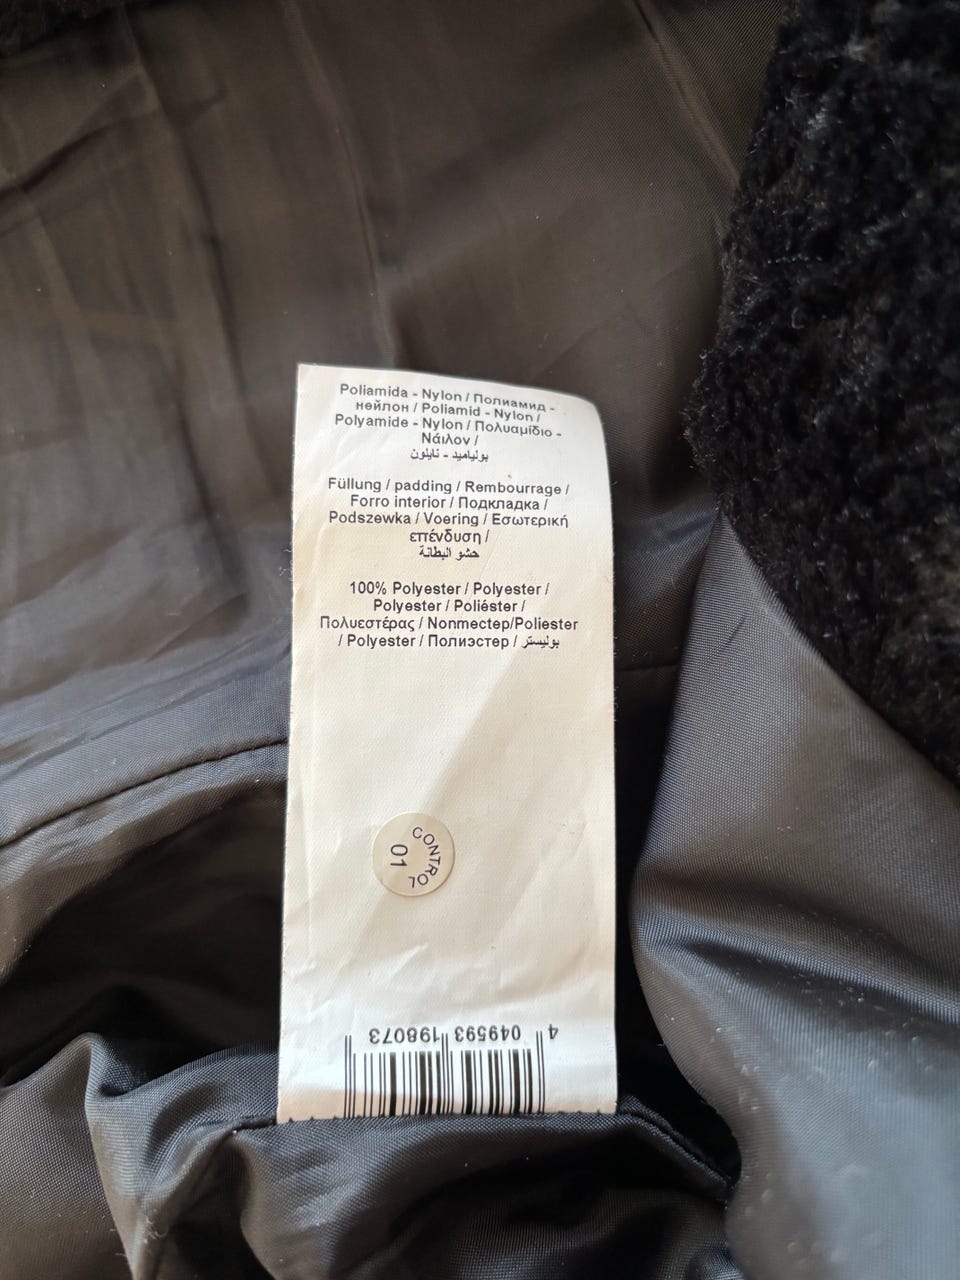 Poliamida - Nylon / Полиамид -
нейлон / Poliamid - Nylon /
Polyamide - Nylon / Πολυαμίδιο -
Νάιλον /
بولياميد - نايلون
Füllung / padding / Rembourrage /
Forro interior / Подкладка /
Podszewka / Voering / Εσωτερική
επένδυση /
حشو البطانة
100% Polyester / Polyester /
Polyester / Poliéster /
Πολυεστέρας / Nonmecтep/Poliester
/ Polyester / Полиэстер / بوليستر
CONTROL
01
4 049593 198073